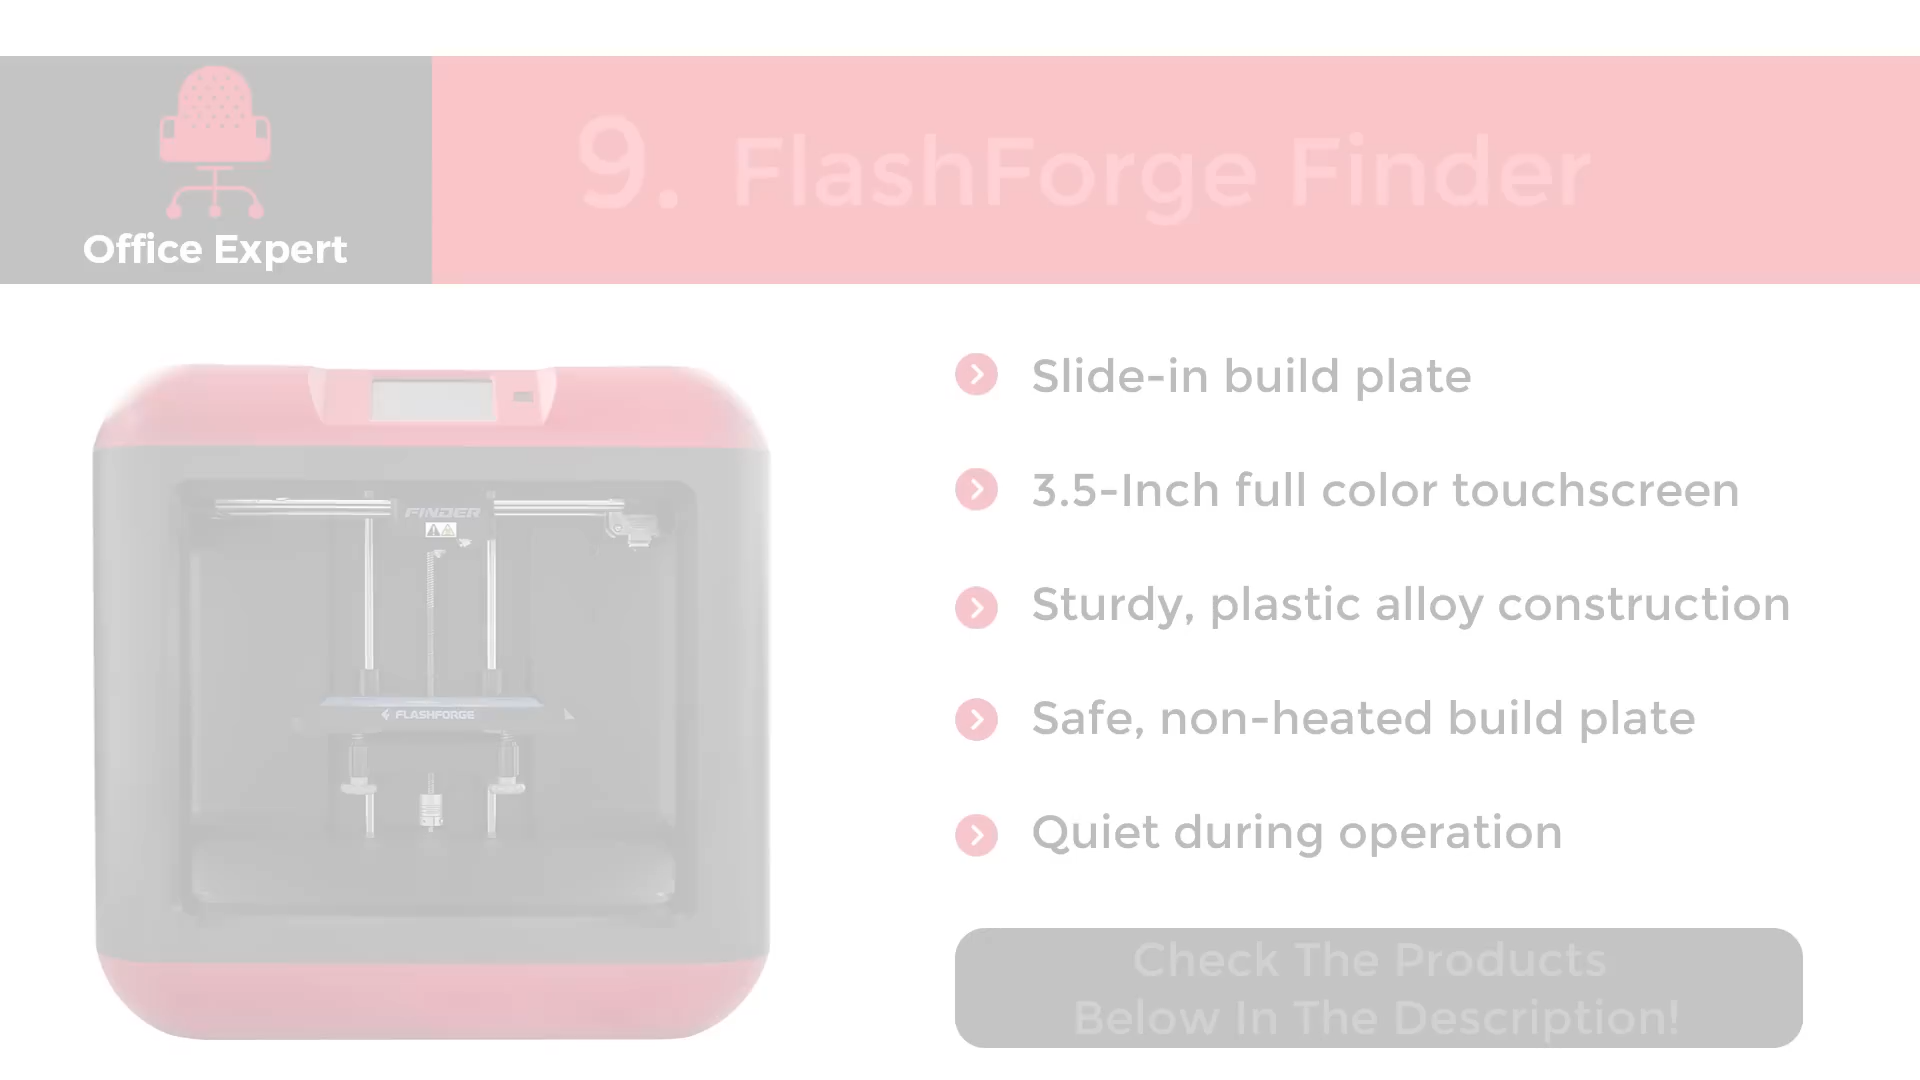 Office Expert
9. FlashForge Finder
FINDER
FLASHFORGE
Slide-in build plate
3.5-Inch full color touchscreen
Sturdy, plastic alloy construction
Safe, non-heated build plate
Quiet during operation
Check The Products
Below In The Description!